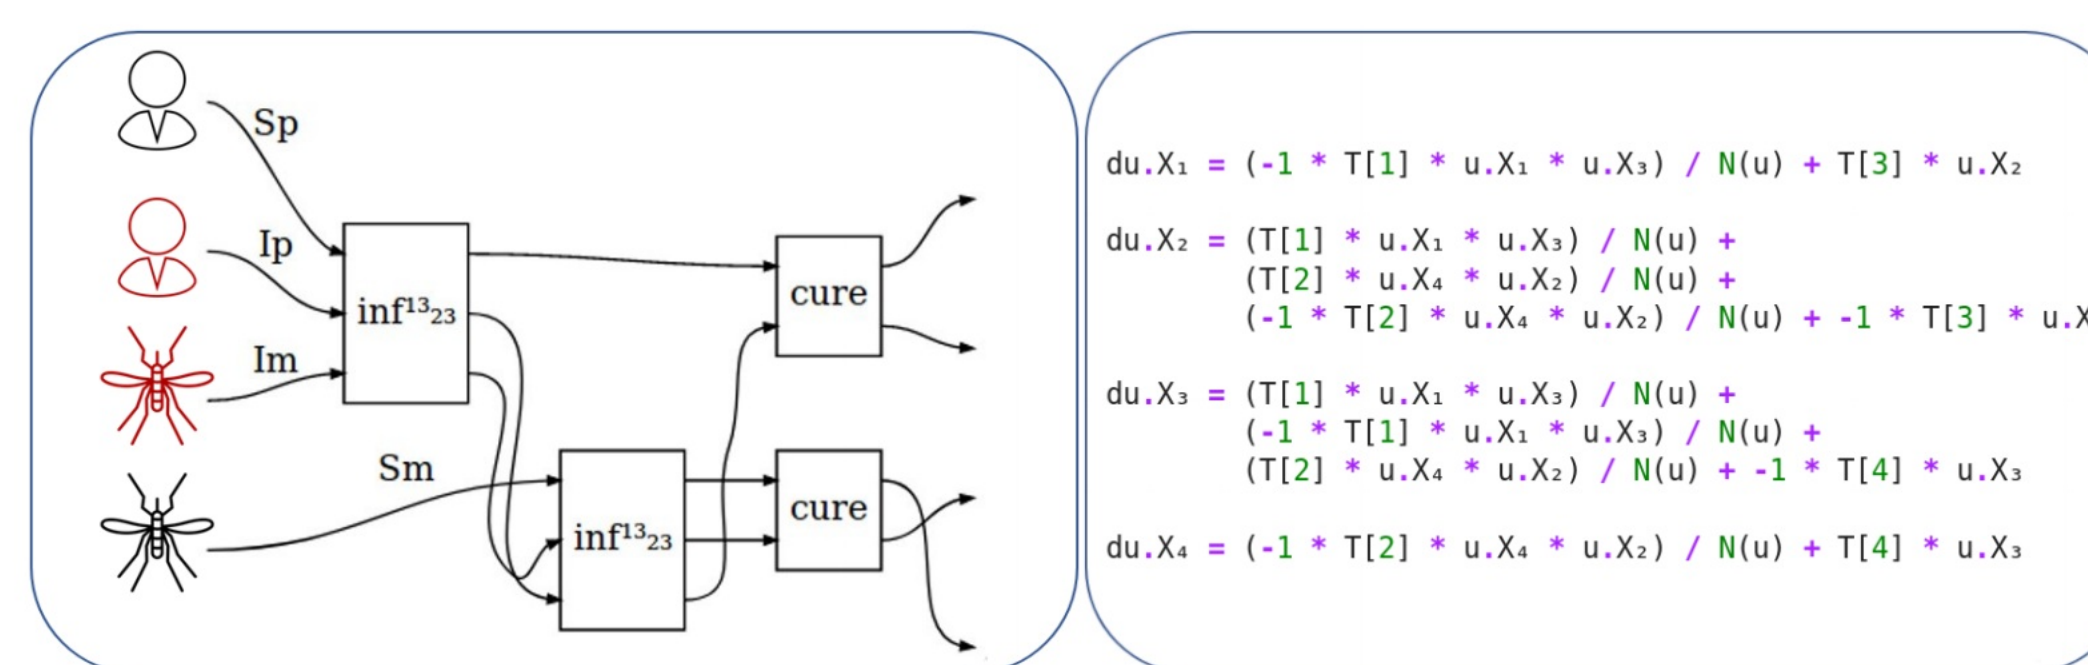 Sp
Ip
Im
Sm
inf¹³₂₃
inf¹³₂₃
cure
cure
du.X₁ = (-1 * T[1] * u.X₁ * u.X₃) / N(u) + T[3] * u.X₂
du.X₂ = (T[1] * u.X₁ * u.X₃) / N(u) +
(T[2] * u.X₄ * u.X₂) / N(u) +
(-1 * T[2] * u.X₄ * u.X₂) / N(u) + -1 * T[3] * u.X
du.X₃ = (T[1] * u.X₁ * u.X₃) / N(u) +
(-1 * T[1] * u.X₁ * u.X₃) / N(u) +
(T[2] * u.X₄ * u.X₂) / N(u) + -1 * T[4] * u.X₃
du.X₄ = (-1 * T[2] * u.X₄ * u.X₂) / N(u) + T[4] * u.X₃